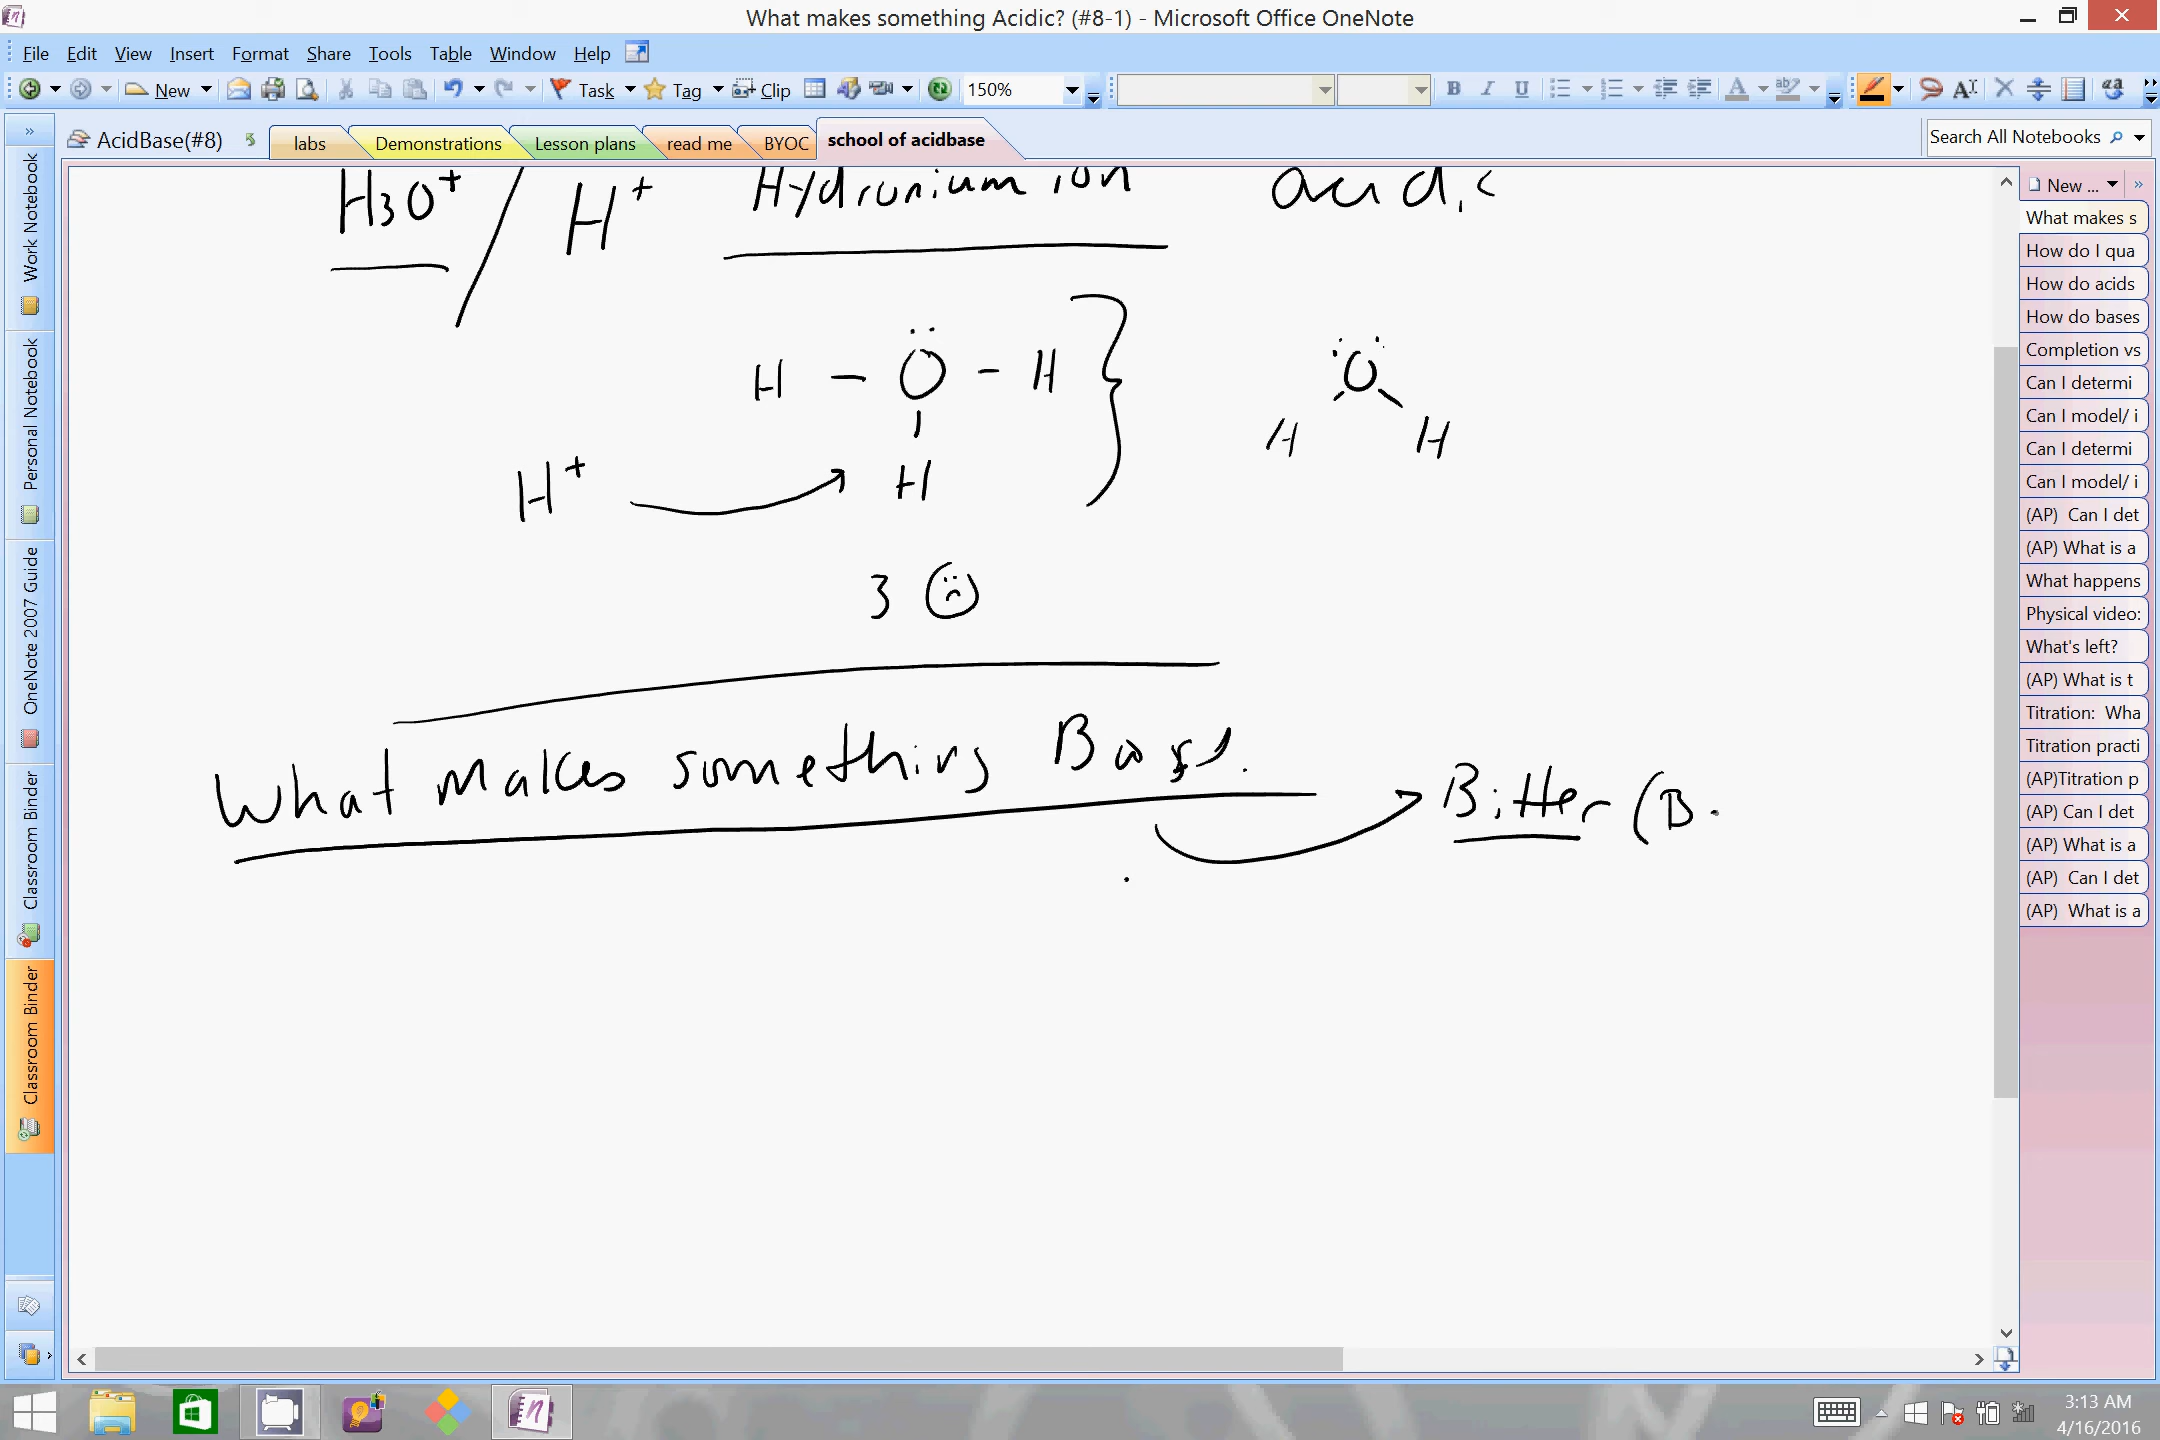 What makes something Acidic? (#8-1) - Microsoft Office OneNote
File Edit View Insert Format Share Tools Table Window Help
New Task Tag Clip 150% B I U
AcidBase(#8) labs Demonstrations Lesson plans read me BYOC school of acidbase
Search All Notebooks
New ...
What makes s
How do I qua
How do acids
How do bases
Completion vs
Can I determi
Can I model/ i
Can I determi
Can I model/ i
(AP) Can I det
(AP) What is a
What happens
Physical video:
What's left?
(AP) What is t
Titration: Wha
Titration practi
(AP)Titration p
(AP) Can I det
(AP) What is a
(AP) Can I det
(AP) What is a
Work Notebook
Personal Notebook
OneNote 2007 Guide
Classroom Binder
Classroom Binder
H3O+ / H+ Hydronium ion acidic
H - O - H
H
H+
O
H H
3
What makes something
Bitter (B
3:13 AM
4/16/2016